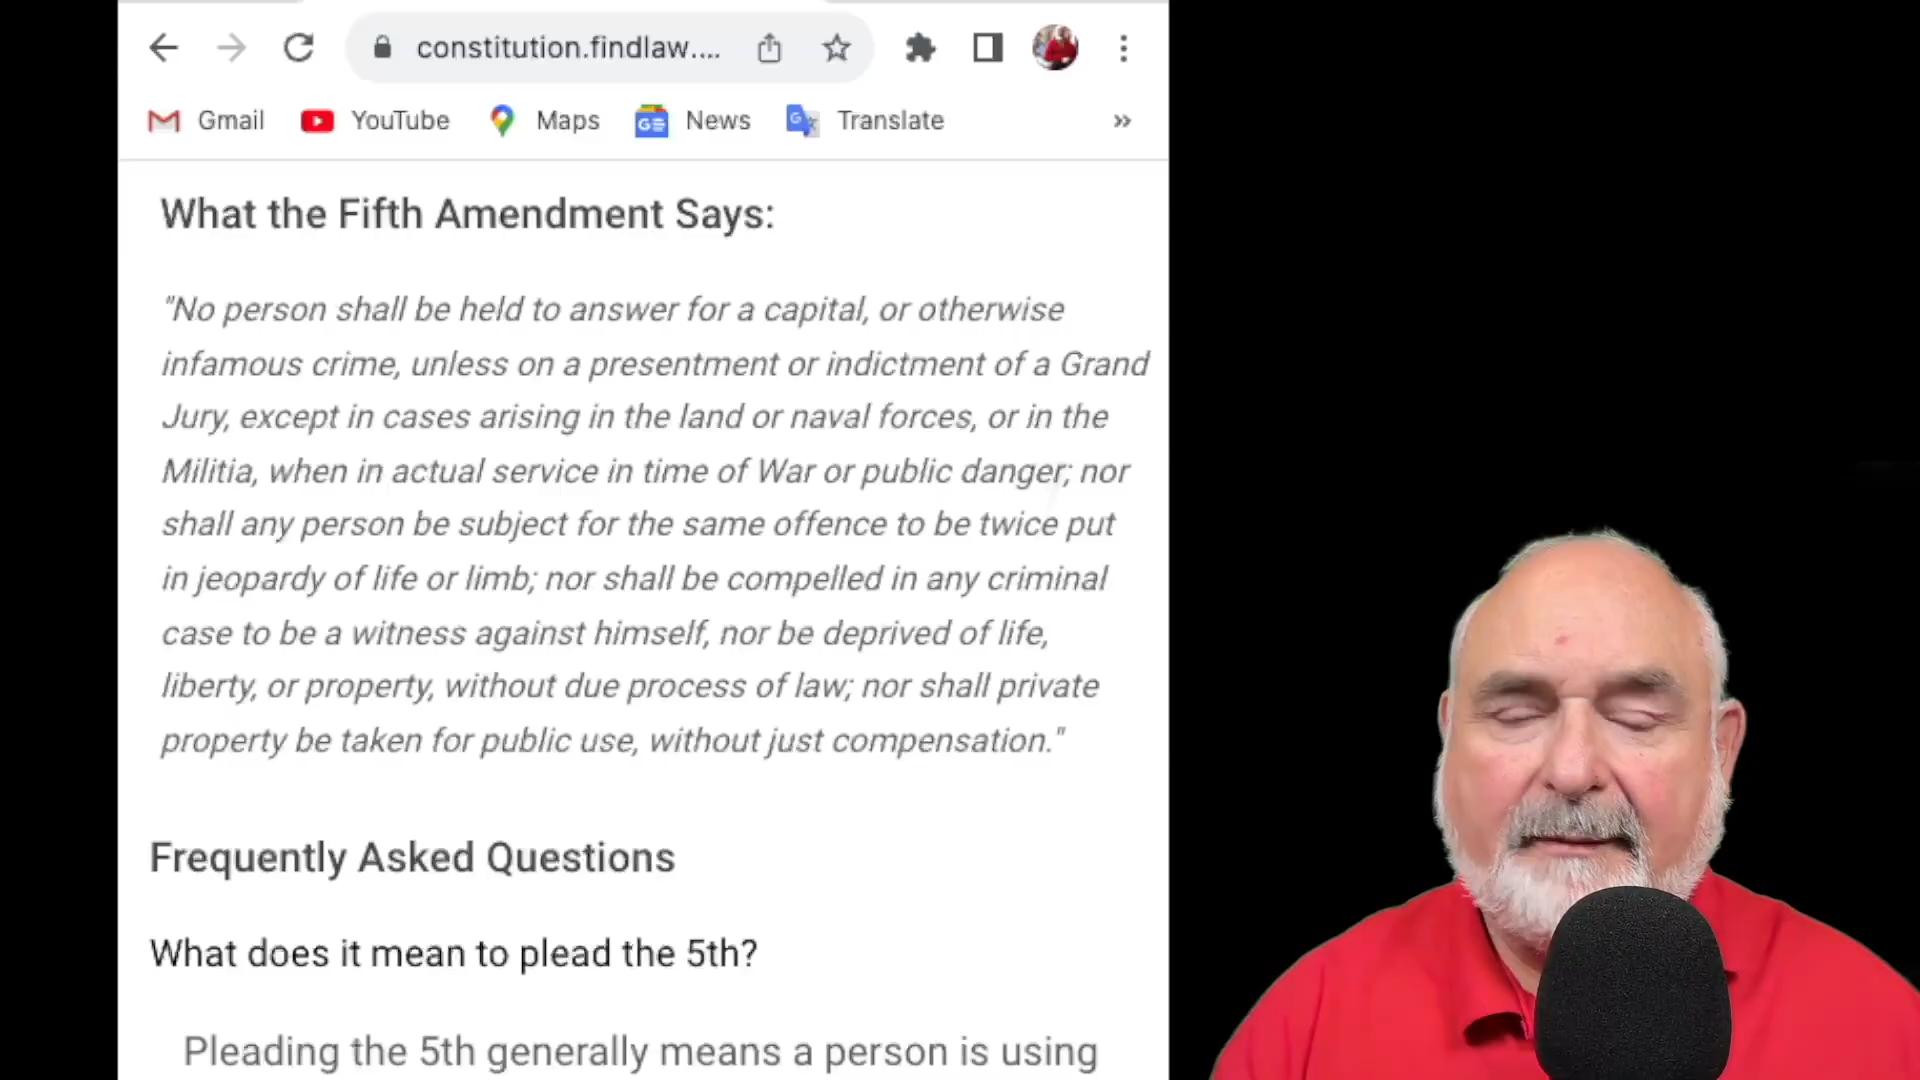 constitution.findlaw....
Gmail YouTube Maps News Translate »
What the Fifth Amendment Says:
"No person shall be held to answer for a capital, or otherwise
infamous crime, unless on a presentment or indictment of a Grand
Jury, except in cases arising in the land or naval forces, or in the
Militia, when in actual service in time of War or public danger; nor
shall any person be subject for the same offence to be twice put
in jeopardy of life or limb; nor shall be compelled in any criminal
case to be a witness against himself, nor be deprived of life,
liberty, or property, without due process of law; nor shall private
property be taken for public use, without just compensation."
Frequently Asked Questions
What does it mean to plead the 5th?
Pleading the 5th generally means a person is using